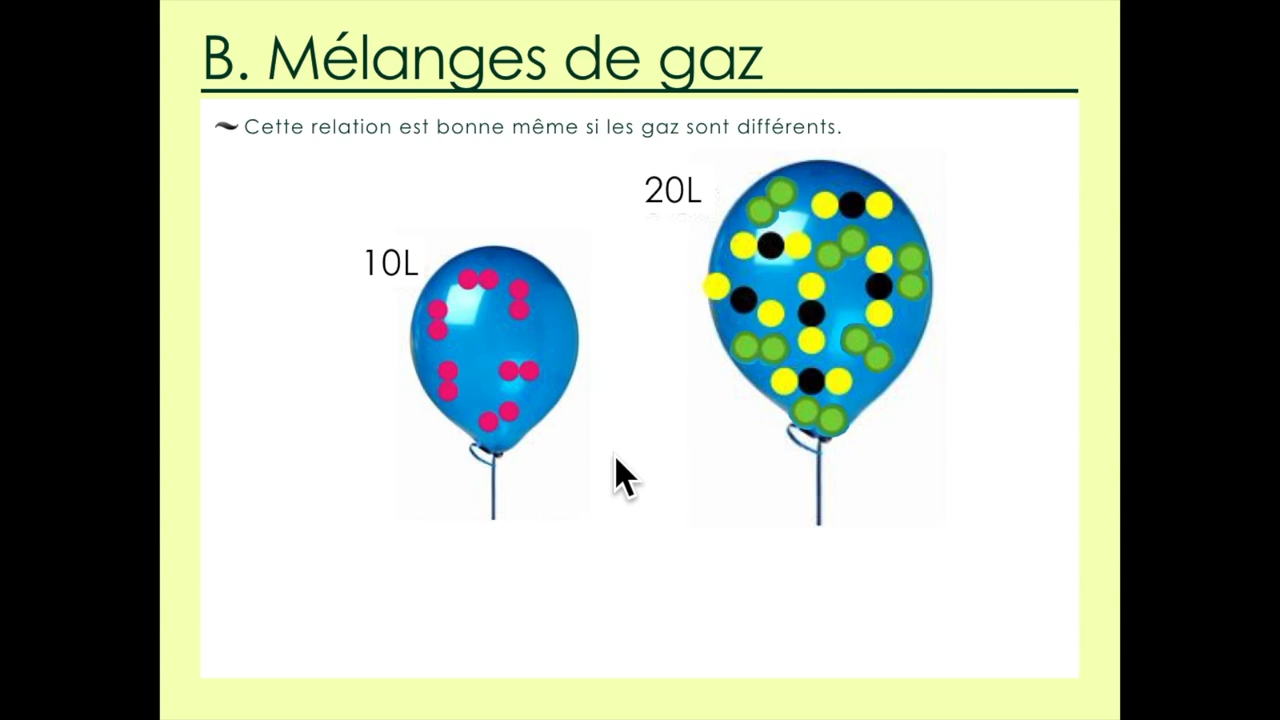 B. Mélanges de gaz
Cette relation est bonne même si les gaz sont différents.
20L
10L